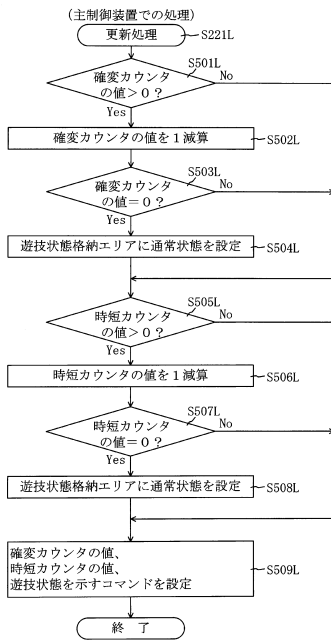 (主制御装置での処理)
更新処理
S221L
S501L
確変カウンタ
の値>0?
No
Yes
確変カウンタの値を1減算
S502L
S503L
確変カウンタ
の値=0?
No
Yes
遊技状態格納エリアに通常状態を設定
S504L
S505L
時短カウンタ
の値>0?
No
Yes
時短カウンタの値を1減算
S506L
S507L
時短カウンタ
の値=0?
No
Yes
遊技状態格納エリアに通常状態を設定
S508L
確変カウンタの値、
時短カウンタの値、
遊技状態を示すコマンドを設定
S509L
終 了